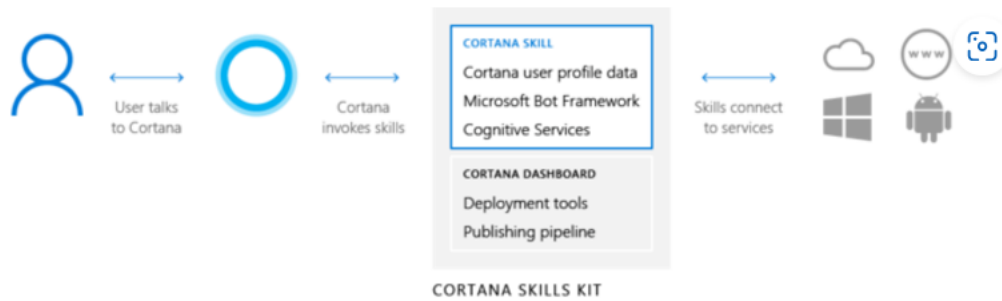 User talks
to Cortana
Cortana
invokes skills
CORTANA SKILL
Cortana user profile data
Microsoft Bot Framework
Cognitive Services
CORTANA DASHBOARD
Deployment tools
Publishing pipeline
CORTANA SKILLS KIT
Skills connect
to services
www